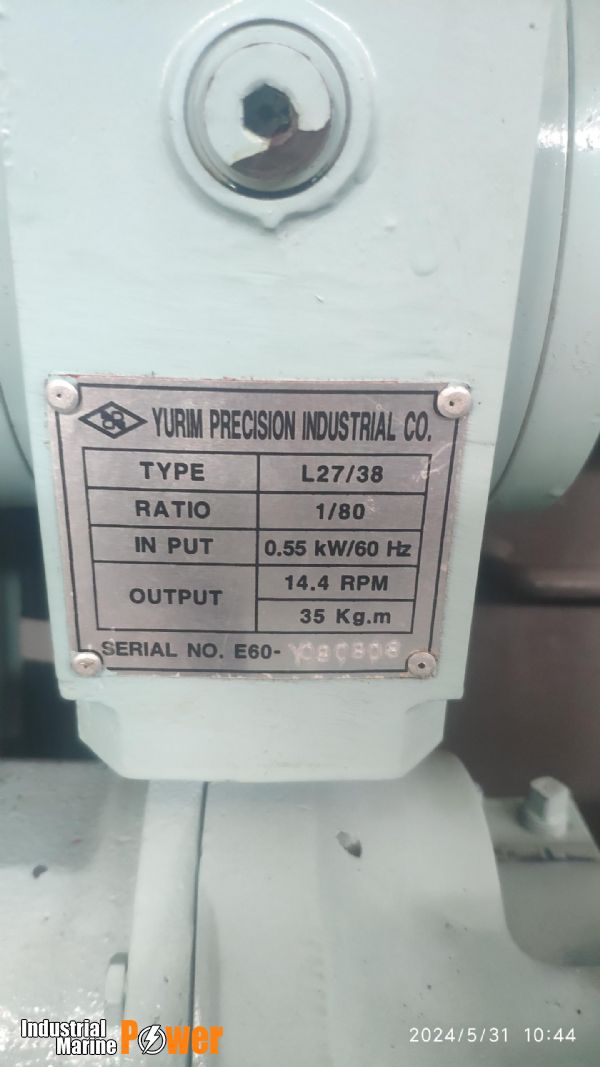 YURIM PRECISION INDUSTRIAL CO.
TYPE L27/38
RATIO 1/80
IN PUT 0.55 kW/60 Hz
OUTPUT 14.4 RPM
35 Kg.m
SERIAL NO. E60-
Industrial
Marine Power
2024/5/31 10:44